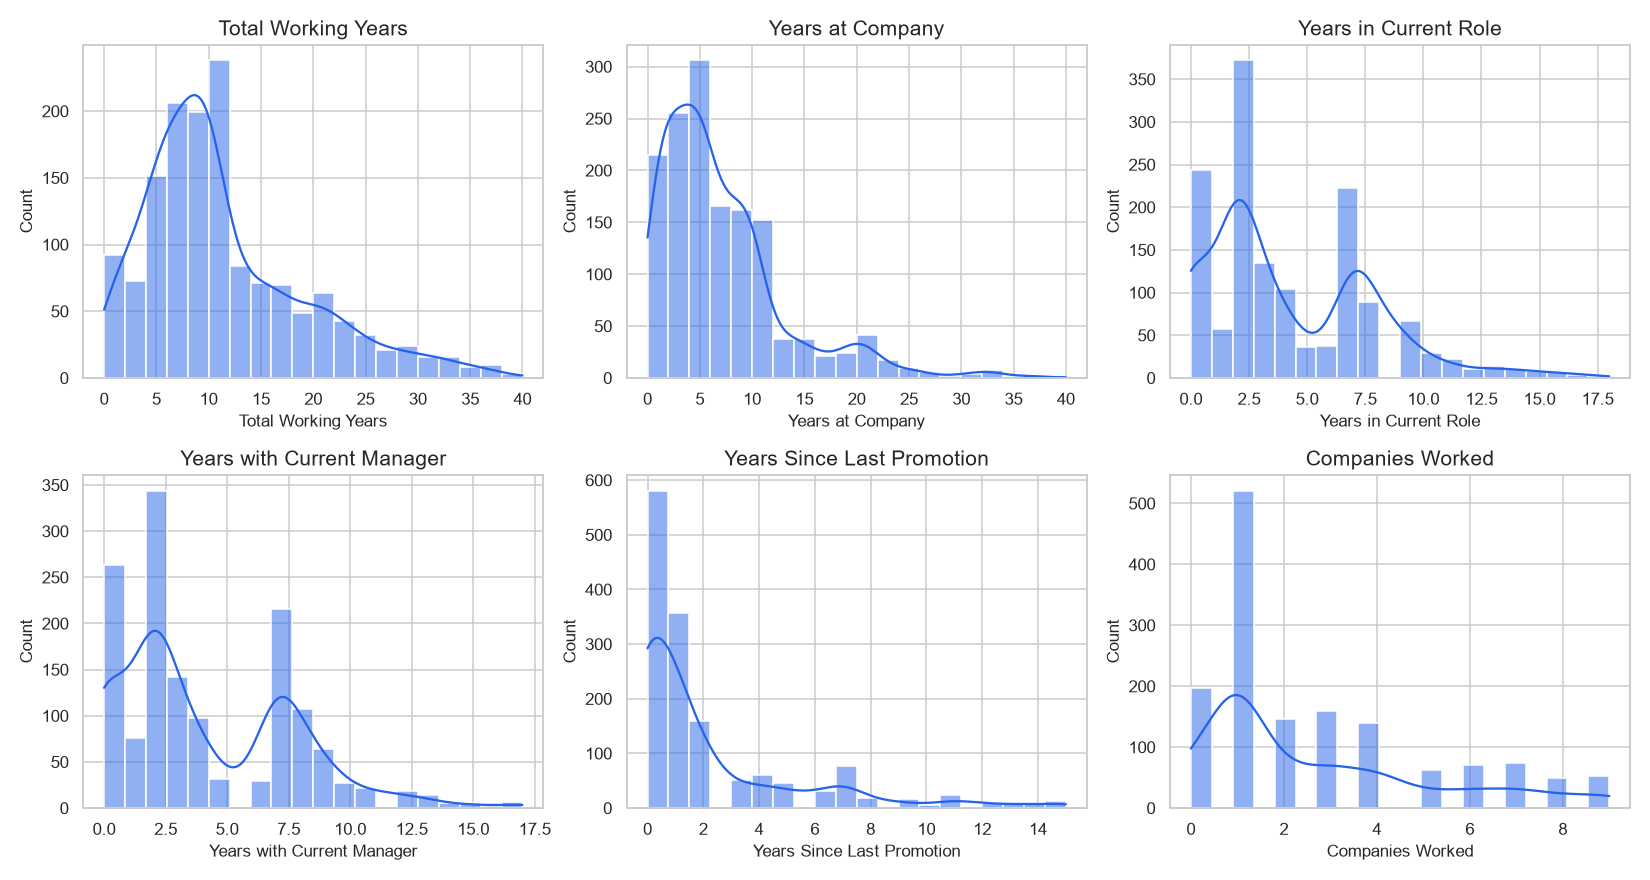 Total Working Years
Count
200
150
100
50
0
0 5 10 15 20 25 30 35 40
Total Working Years
Years at Company
Count
300
250
200
150
100
50
0
0 5 10 15 20 25 30 35 40
Years at Company
Years in Current Role
Count
350
300
250
200
150
100
50
0
0.0 2.5 5.0 7.5 10.0 12.5 15.0 17.5
Years in Current Role
Years with Current Manager
Count
350
300
250
200
150
100
50
0
0.0 2.5 5.0 7.5 10.0 12.5 15.0 17.5
Years with Current Manager
Years Since Last Promotion
Count
600
500
400
300
200
100
0
0 2 4 6 8 10 12 14
Years Since Last Promotion
Companies Worked
Count
500
400
300
200
100
0
0 2 4 6 8
Companies Worked